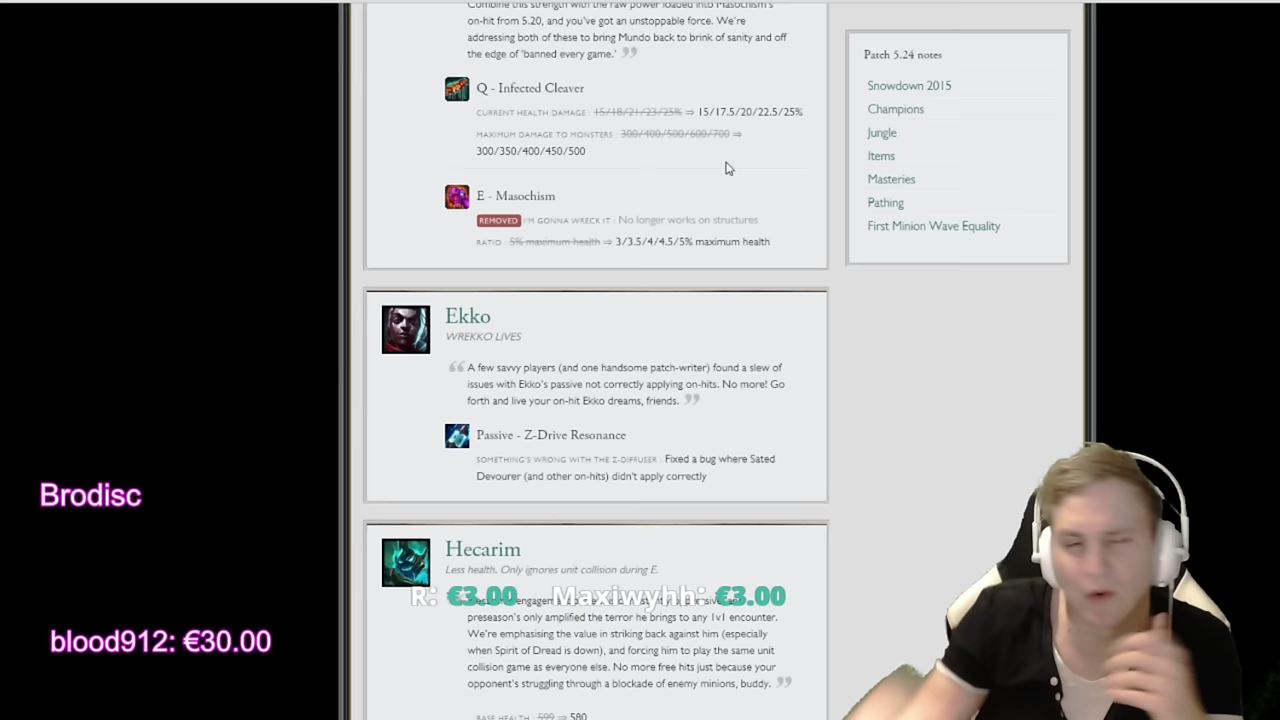 Combine this strength with the raw power loaded into Masochism's
on-hit from 5.20, and you've got an unstoppable force. We're
addressing both of these to bring Mundo back to brink of sanity and off
the edge of 'banned every game.' ”
Q - Infected Cleaver
CURRENT HEALTH DAMAGE : 15/18/21/23/25% ⇒ 15/17.5/20/22.5/25%
MAXIMUM DAMAGE TO MONSTERS : 300/400/500/600/700 ⇒
300/350/400/450/500
E - Masochism
REMOVED I'M GONNA WRECK IT : No longer works on structures
RATIO : 5% maximum health ⇒ 3/3.5/4/4.5/5% maximum health
Ekko
WREKKO LIVES
“ A few savvy players (and one handsome patch-writer) found a slew of
issues with Ekko's passive not correctly applying on-hits. No more! Go
forth and live your on-hit Ekko dreams, friends. ”
Passive - Z-Drive Resonance
SOMETHING'S WRONG WITH THE Z-DIFFUSER : Fixed a bug where Sated
Devourer (and other on-hits) didn't apply correctly
Hecarim
Less health. Only ignores unit collision during E.
preseason's only amplified the terror he brings to any 1v1 encounter.
We're emphasising the value in striking back against him (especially
when Spirit of Dread is down), and forcing him to play the same unit
collision game as everyone else. No more free hits just because your
opponent's struggling through a blockade of enemy minions, buddy. ”
BASE HEALTH : 599 ⇒ 580
Patch 5.24 notes
Snowdown 2015
Champions
Jungle
Items
Masteries
Pathing
First Minion Wave Equality
Brodisc
R: €3.00 Maxiwyhh: €3.00
blood912: €30.00